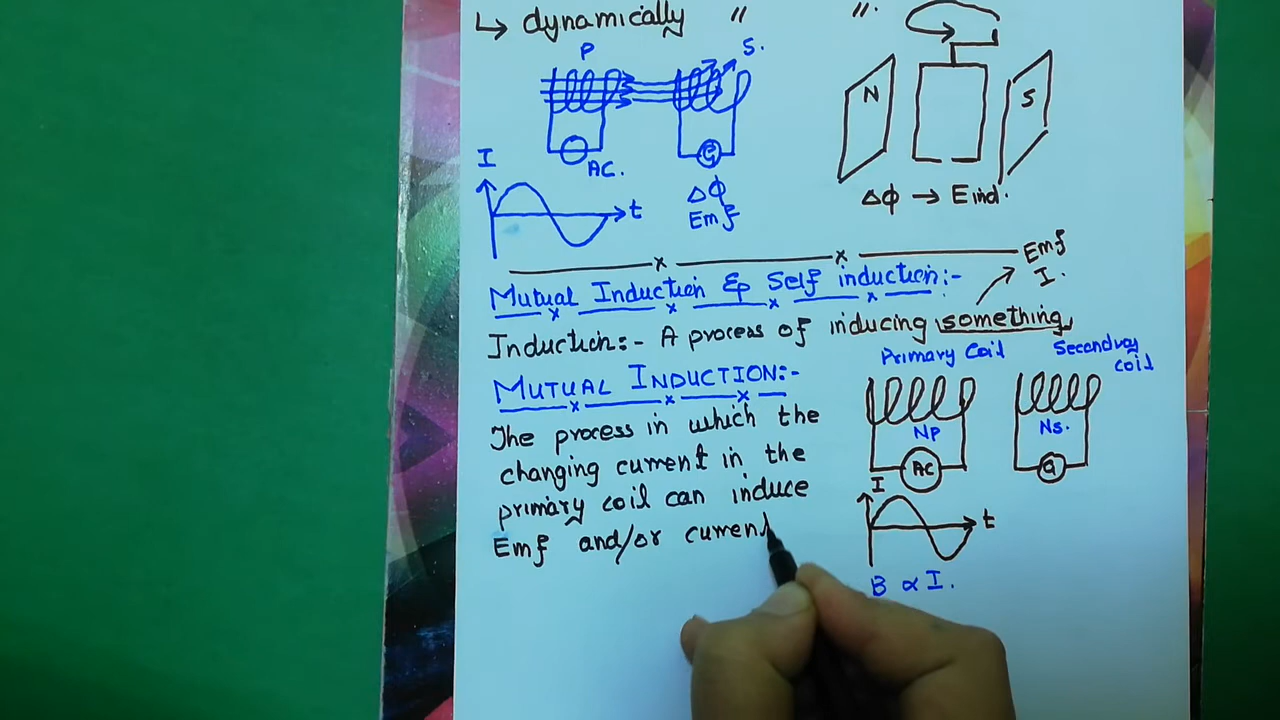 ↳ dynamically " ".
P S.
N S
G
AC.
I
t
Δϕ
Emf
Δϕ → Eind.
Emf
I.
Mutual Induction & Self induction:-
Induction:- A process of inducing something
Primary Coil Secondary coil
MUTUAL INDUCTION:-
The process in which the
changing current in the
primary coil can induce
Emf and/or current
NP Ns.
AC G
I
t
B ∝ I.